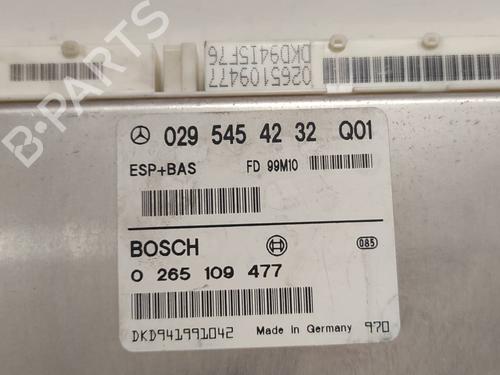 0265109477
DKD94I5F76
029 545 42 32 Q01
ESP+BAS FD 99M10
BOSCH 085
0 265 109 477
DKD941991042 Made in Germany 970
B PARTS